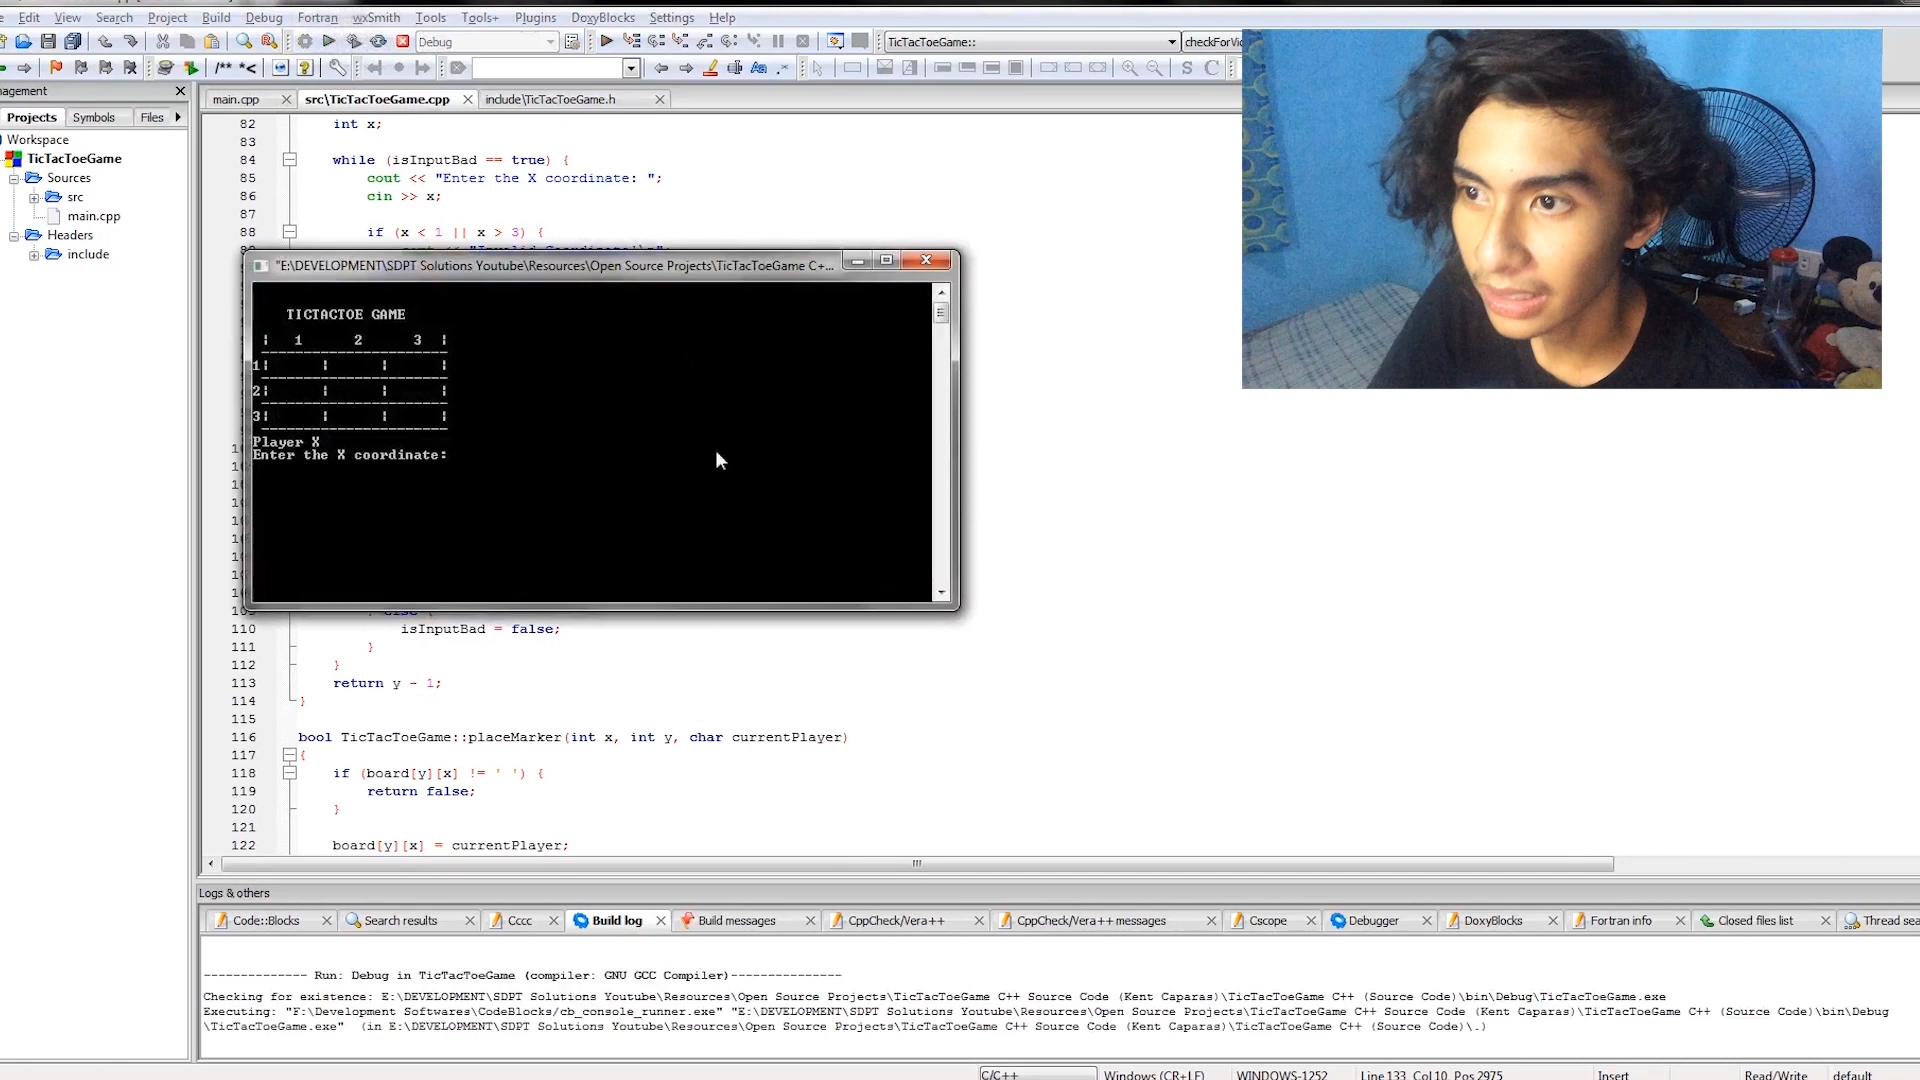 Edit View Search Project Build Debug Fortran wxSmith Tools Tools+ Plugins DoxyBlocks Settings Help
Debug
TicTacToeGame::
/** *<
Aa
.*
S C
nagement
main.cpp
src\TicTacToeGame.cpp
include\TicTacToeGame.h
Projects Symbols Files
Workspace
TicTacToeGame
Sources
src
main.cpp
Headers
include
82 int x;
83
84 while (isInputBad == true) {
85 cout << "Enter the X coordinate: ";
86 cin >> x;
87
88 if (x < 1 || x > 3) {
"E:\DEVELOPMENT\SDPT Solutions Youtube\Resources\Open Source Projects\TicTacToeGame C+...
TICTACTOE GAME
¦ 1 2 3 ¦
1¦ ¦ ¦ ¦
2¦ ¦ ¦ ¦
3¦ ¦ ¦ ¦
Player X
Enter the X coordinate:
110 isInputBad = false;
111 }
112 }
113 return y - 1;
114 }
115
116 bool TicTacToeGame::placeMarker(int x, int y, char currentPlayer)
117 {
118 if (board[y][x] != ' ') {
119 return false;
120 }
121
122 board[y][x] = currentPlayer;
Logs & others
Code::Blocks Search results Cccc Build log Build messages CppCheck/Vera++ CppCheck/Vera++ messages Cscope Debugger DoxyBlocks Fortran info Closed files list Thread sea
-------------- Run: Debug in TicTacToeGame (compiler: GNU GCC Compiler)---------------
Checking for existence: E:\DEVELOPMENT\SDPT Solutions Youtube\Resources\Open Source Projects\TicTacToeGame C++ Source Code (Kent Caparas)\TicTacToeGame C++ (Source Code)\bin\Debug\TicTacToeGame.exe
Executing: "F:\Development Softwares\CodeBlocks/cb_console_runner.exe" "E:\DEVELOPMENT\SDPT Solutions Youtube\Resources\Open Source Projects\TicTacToeGame C++ Source Code (Kent Caparas)\TicTacToeGame C++ (Source Code)\bin\Debug
\TicTacToeGame.exe" (in E:\DEVELOPMENT\SDPT Solutions Youtube\Resources\Open Source Projects\TicTacToeGame C++ Source Code (Kent Caparas)\TicTacToeGame C++ (Source Code)\.)
C/C++ Windows (CR+LF) WINDOWS-1252 Line 133, Col 10, Pos 2975 Insert Read/Write default